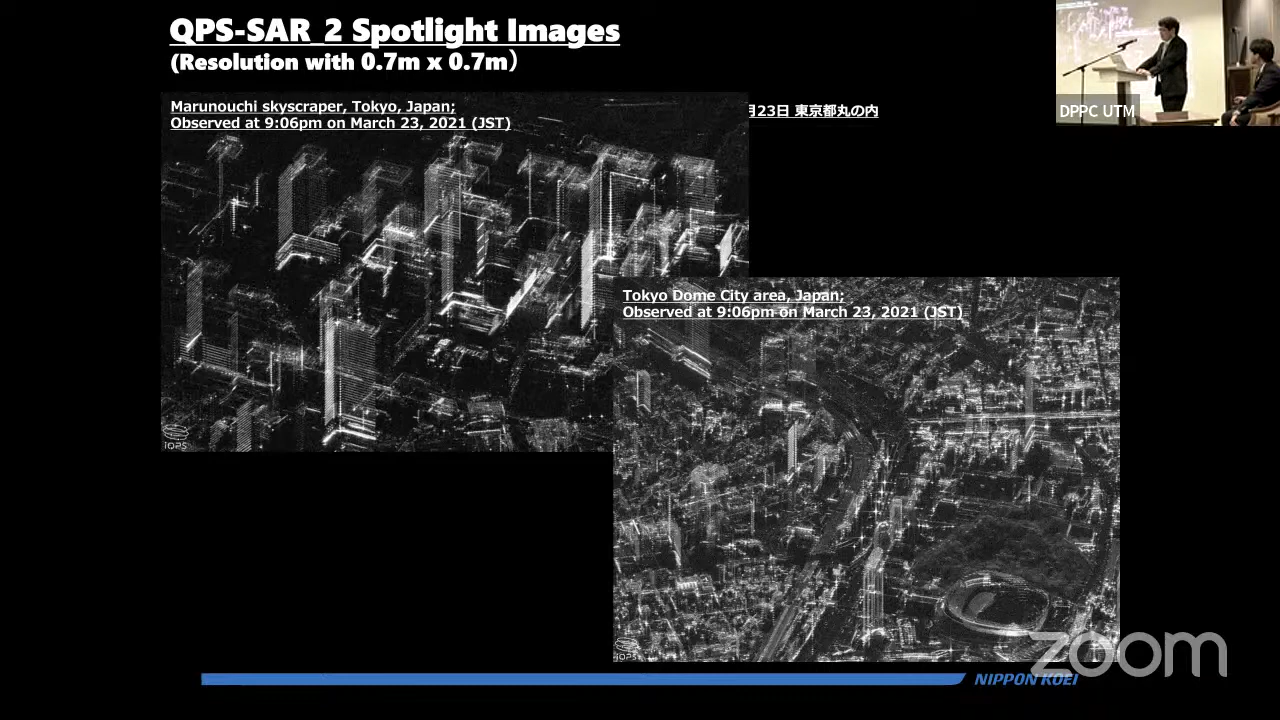 QPS-SAR_2 Spotlight Images
(Resolution with 0.7m x 0.7m）
Marunouchi skyscraper, Tokyo, Japan;
Observed at 9:06pm on March 23, 2021 (JST)
月23日 東京都丸の内
DPPC UTM
Tokyo Dome City area, Japan;
Observed at 9:06pm on March 23, 2021 (JST)
iQPS
iQPS
zoom
NIPPON KOEI